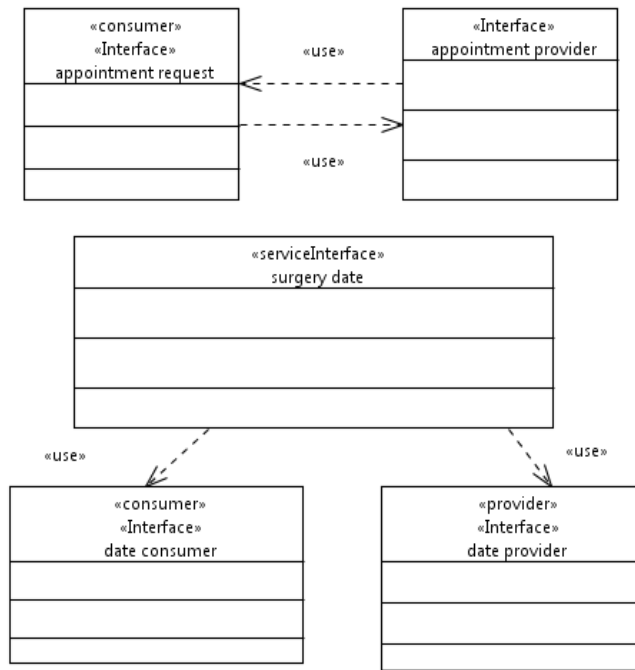 «consumer»
«Interface»
appointment request
«use»
«Interface»
appointment provider
«use»
«serviceInterface»
surgery date
«use»
«use»
«consumer»
«Interface»
date consumer
«provider»
«Interface»
date provider